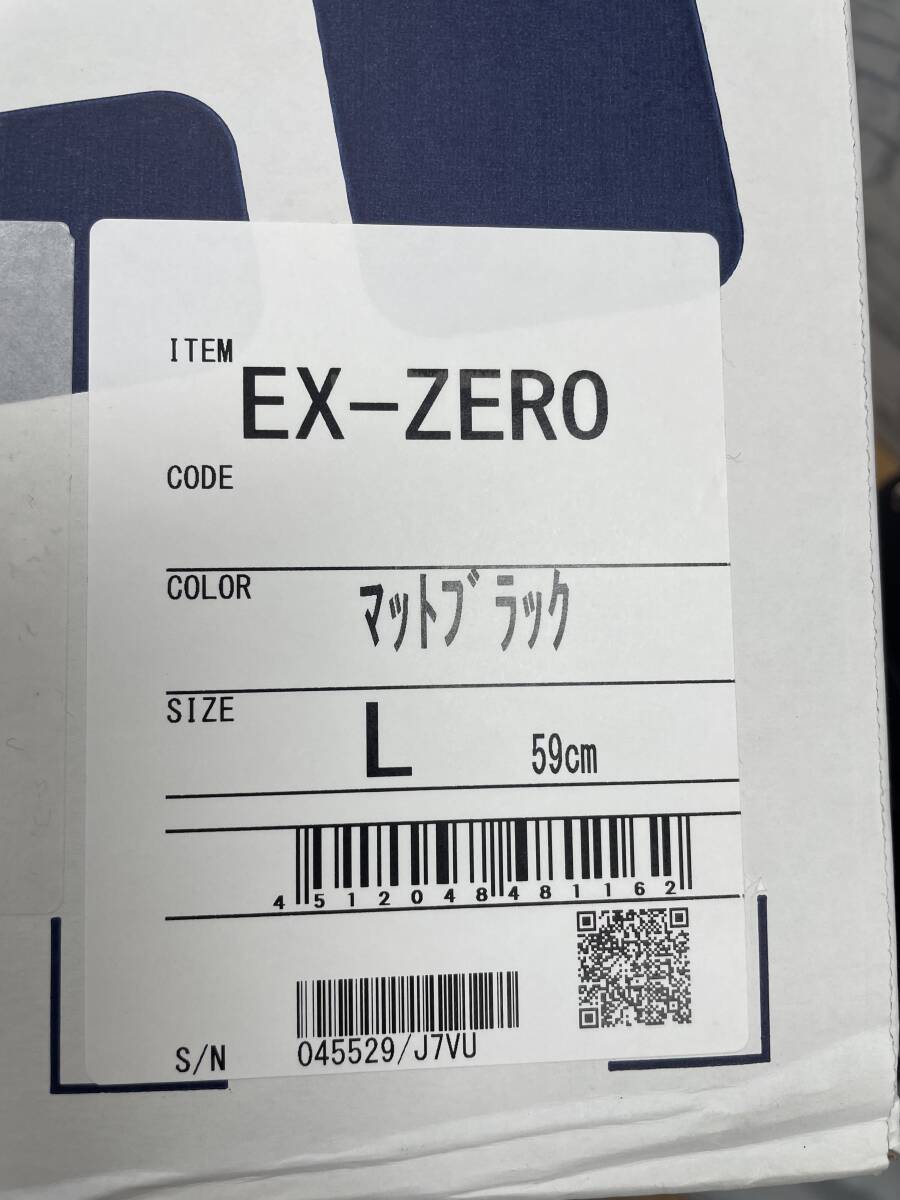 ITEM
EX-ZERO
CODE
COLOR ﾏｯﾄﾌﾞﾗｯｸ
SIZE L 59cm
4512048481162
S/N 045529/J7VU